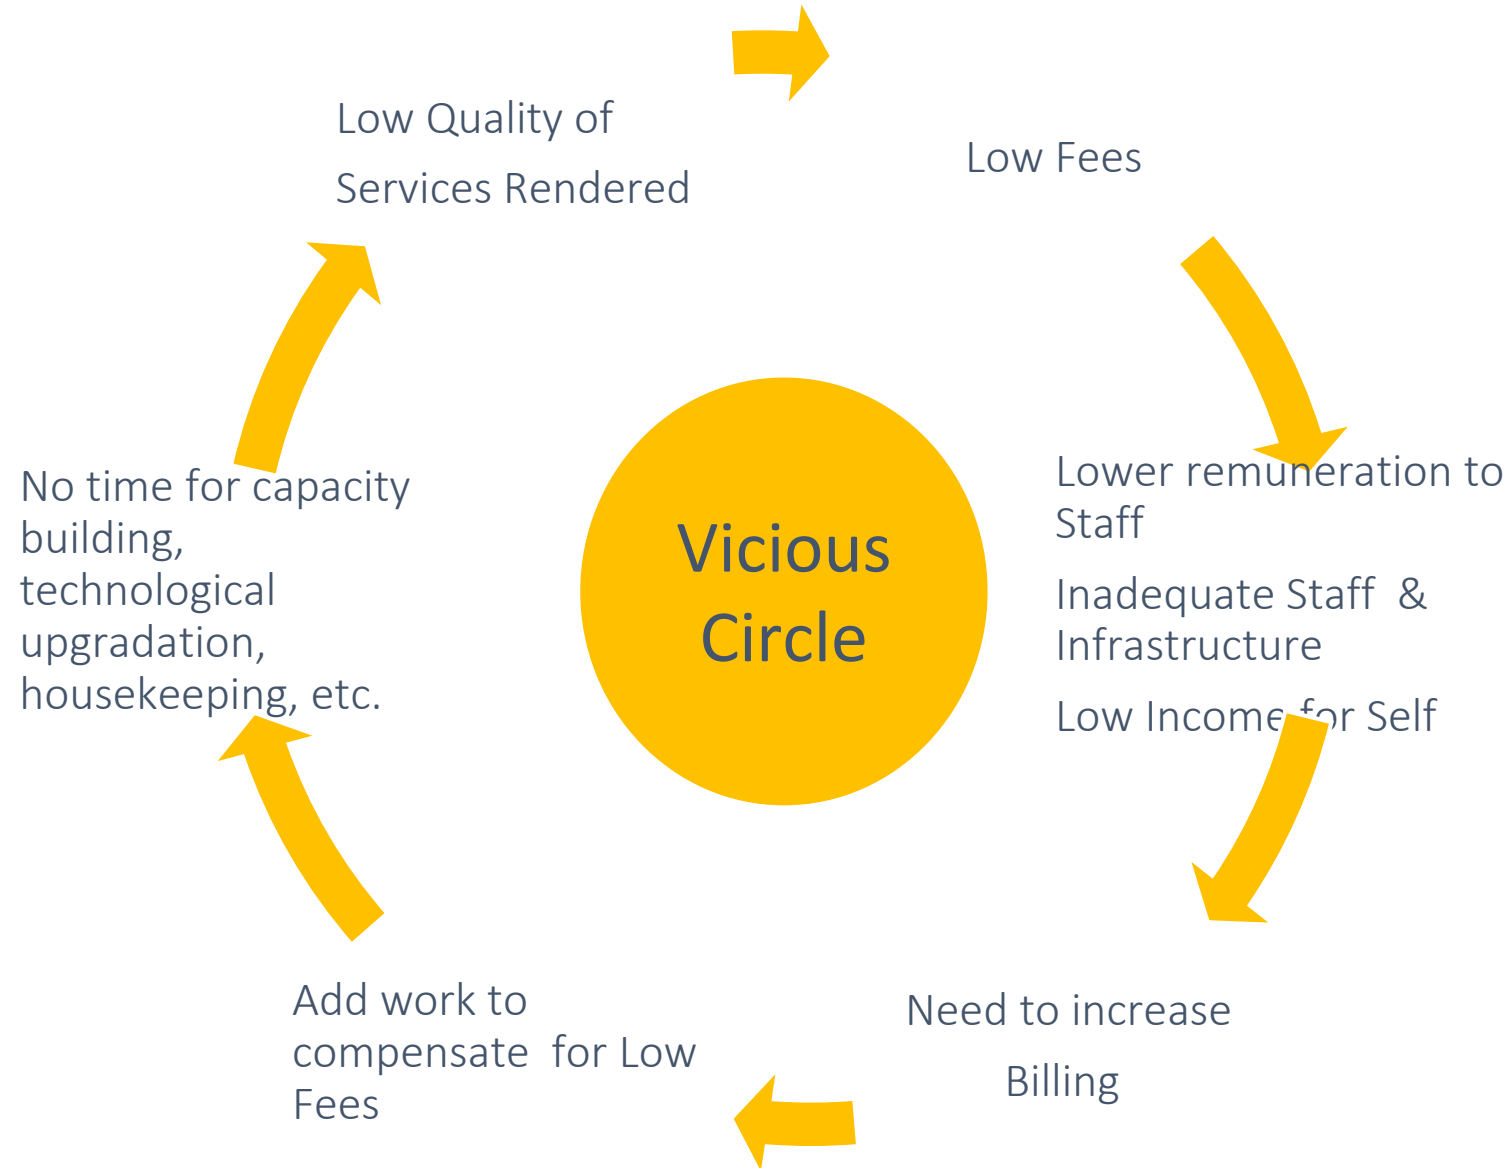 Low Quality of
Services Rendered
Low Fees
Lower remuneration to
Staff
Inadequate Staff & 
Infrastructure
Low Income for Self
Need to increase
Billing
Add work to
compensate for Low
Fees
No time for capacity
building,
technological
upgradation,
housekeeping, etc.
Vicious
Circle